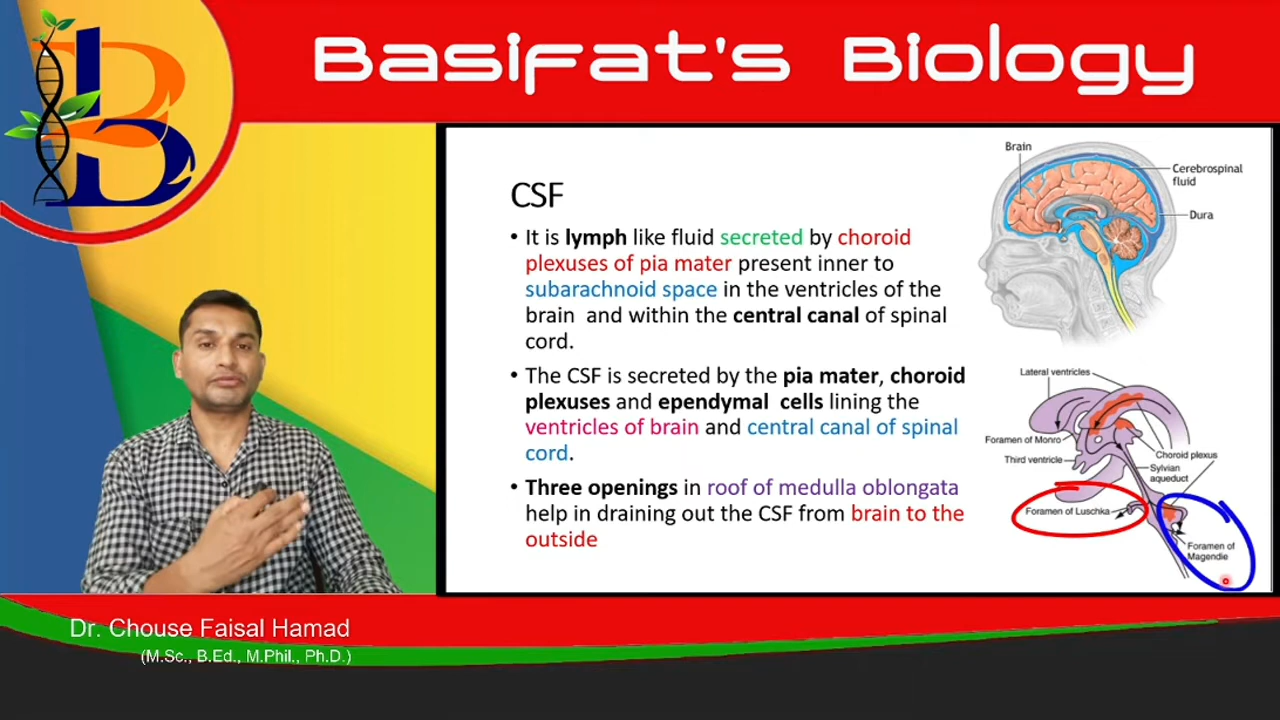 Basifat's Biology
CSF
• It is lymph like fluid secreted by choroid
plexuses of pia mater present inner to
subarachnoid space in the ventricles of the
brain and within the central canal of spinal
cord.
• The CSF is secreted by the pia mater, choroid
plexuses and ependymal cells lining the
ventricles of brain and central canal of spinal
cord.
• Three openings in roof of medulla oblongata
help in draining out the CSF from brain to the
outside
Brain
Cerebrospinal
fluid
Dura
Lateral ventricles
Foramen of Monro
Choroid plexus
Third ventricle
Sylvian
aqueduct
Foramen of Luschka
Foramen of
Magendie
Dr. Chouse Faisal Hamad
(M.Sc., B.Ed., M.Phil., Ph.D.)